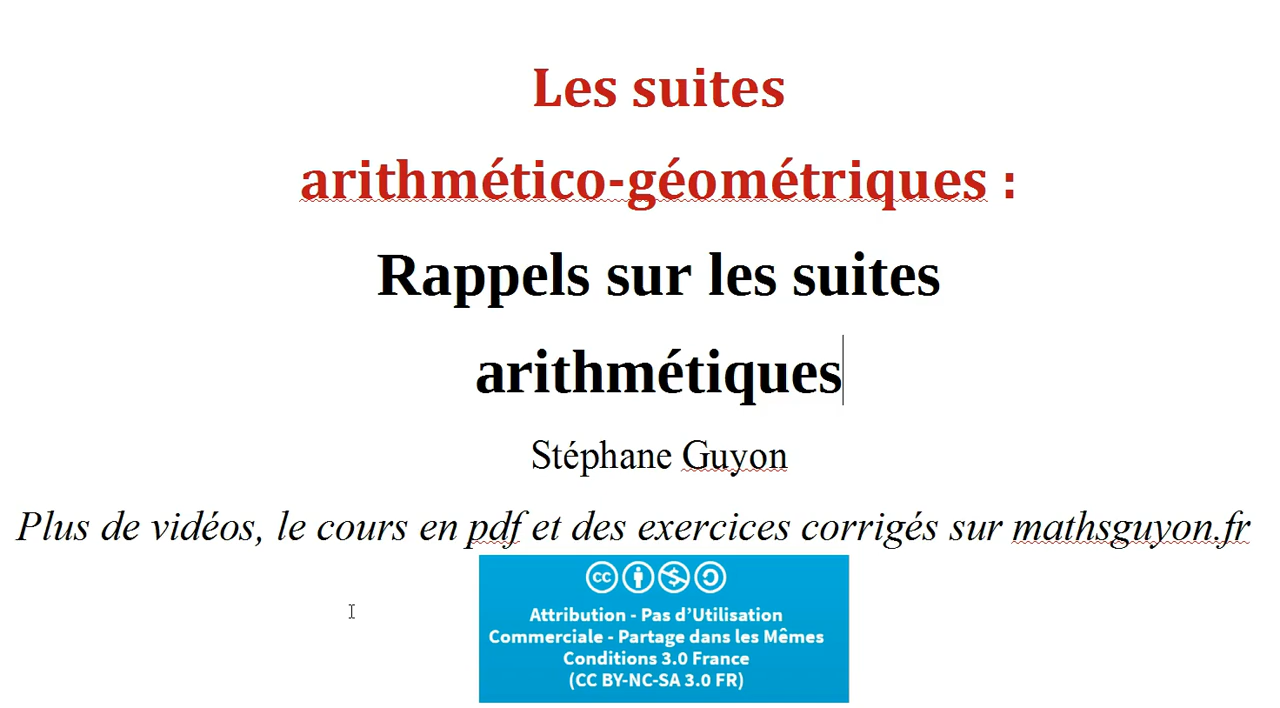 Les suites
arithmético-géométriques :
Rappels sur les suites
arithmétiques
Stéphane Guyon
Plus de vidéos, le cours en pdf et des exercices corrigés sur mathsguyon.fr
cc
Attribution - Pas d’Utilisation
Commerciale - Partage dans les Mêmes
Conditions 3.0 France
(CC BY-NC-SA 3.0 FR)